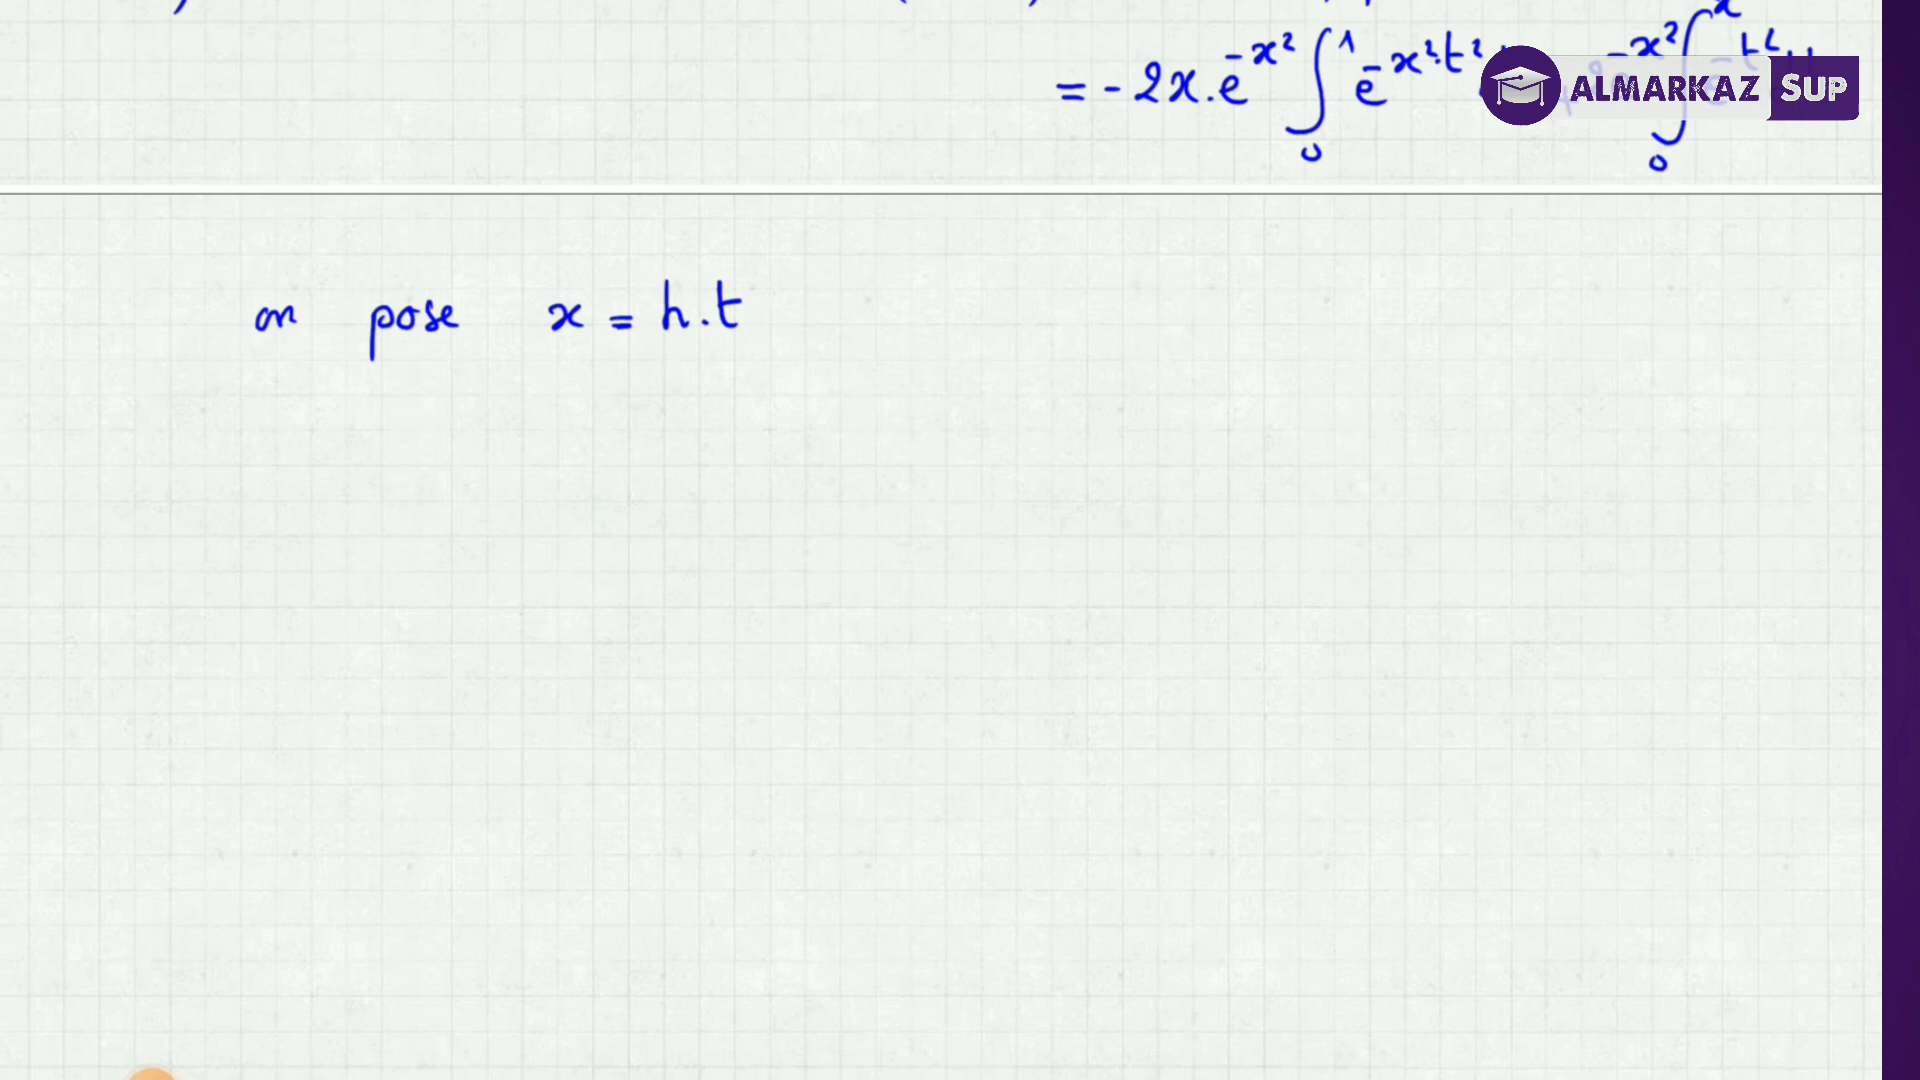 = - 2x . e^{-x²} ∫₀¹ e^{-x².t²}
ALMARKAZ SUP
on pose x = h.t